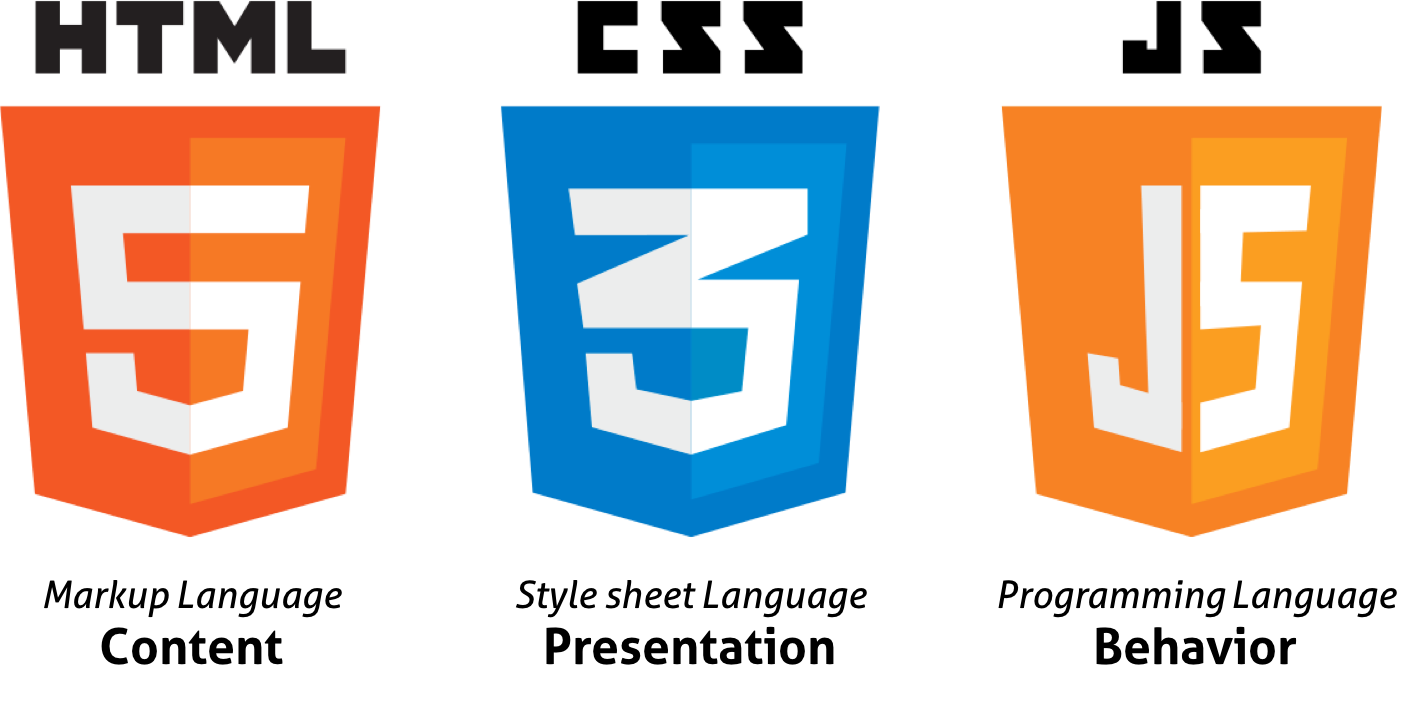 HTML CSS JS
5 3 JS
Markup Language Style sheet Language Programming Language
Content Presentation Behavior